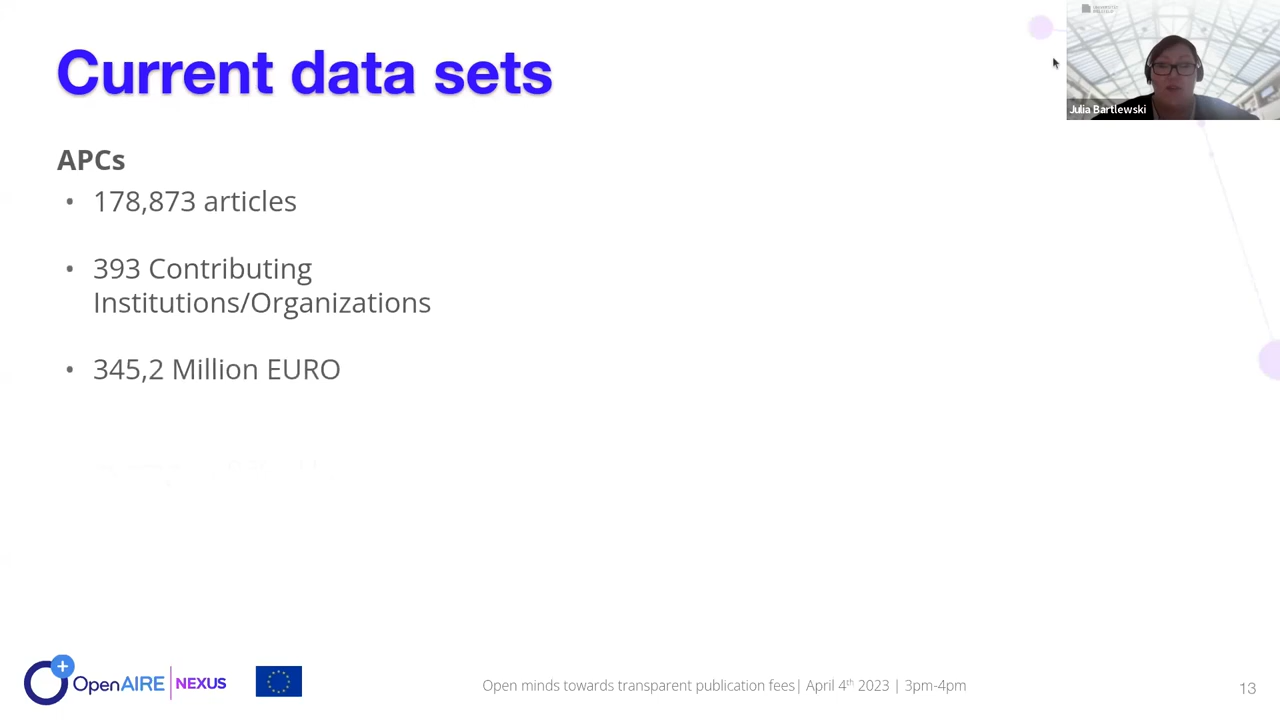 Current data sets
Julia Bartlewski
APCs
• 178,873 articles
• 393 Contributing
Institutions/Organizations
• 345,2 Million EURO
OpenAIRE | NEXUS
Open minds towards transparent publication fees| April 4th 2023 | 3pm-4pm
13